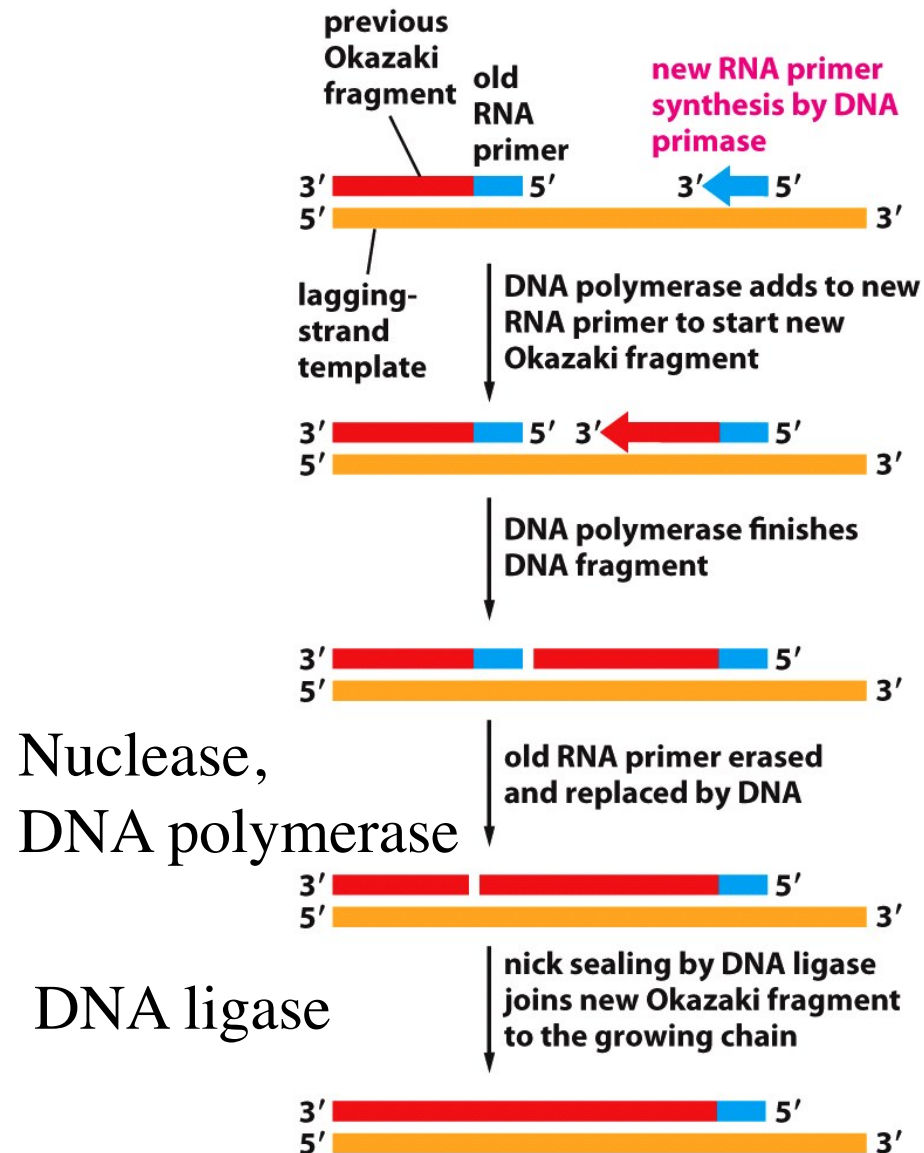 previous
Okazaki
fragment
old
RNA
primer
new RNA primer
synthesis by DNA
primase
3′ 5′ 3′ 5′
5′ 3′
lagging-
strand
template
DNA polymerase adds to new
RNA primer to start new
Okazaki fragment
3′ 5′ 3′ 5′
5′ 3′
DNA polymerase finishes
DNA fragment
3′ 5′
5′ 3′
Nuclease,
DNA polymerase
old RNA primer erased
and replaced by DNA
3′ 5′
5′ 3′
DNA ligase
nick sealing by DNA ligase
joins new Okazaki fragment
to the growing chain
3′ 5′
5′ 3′